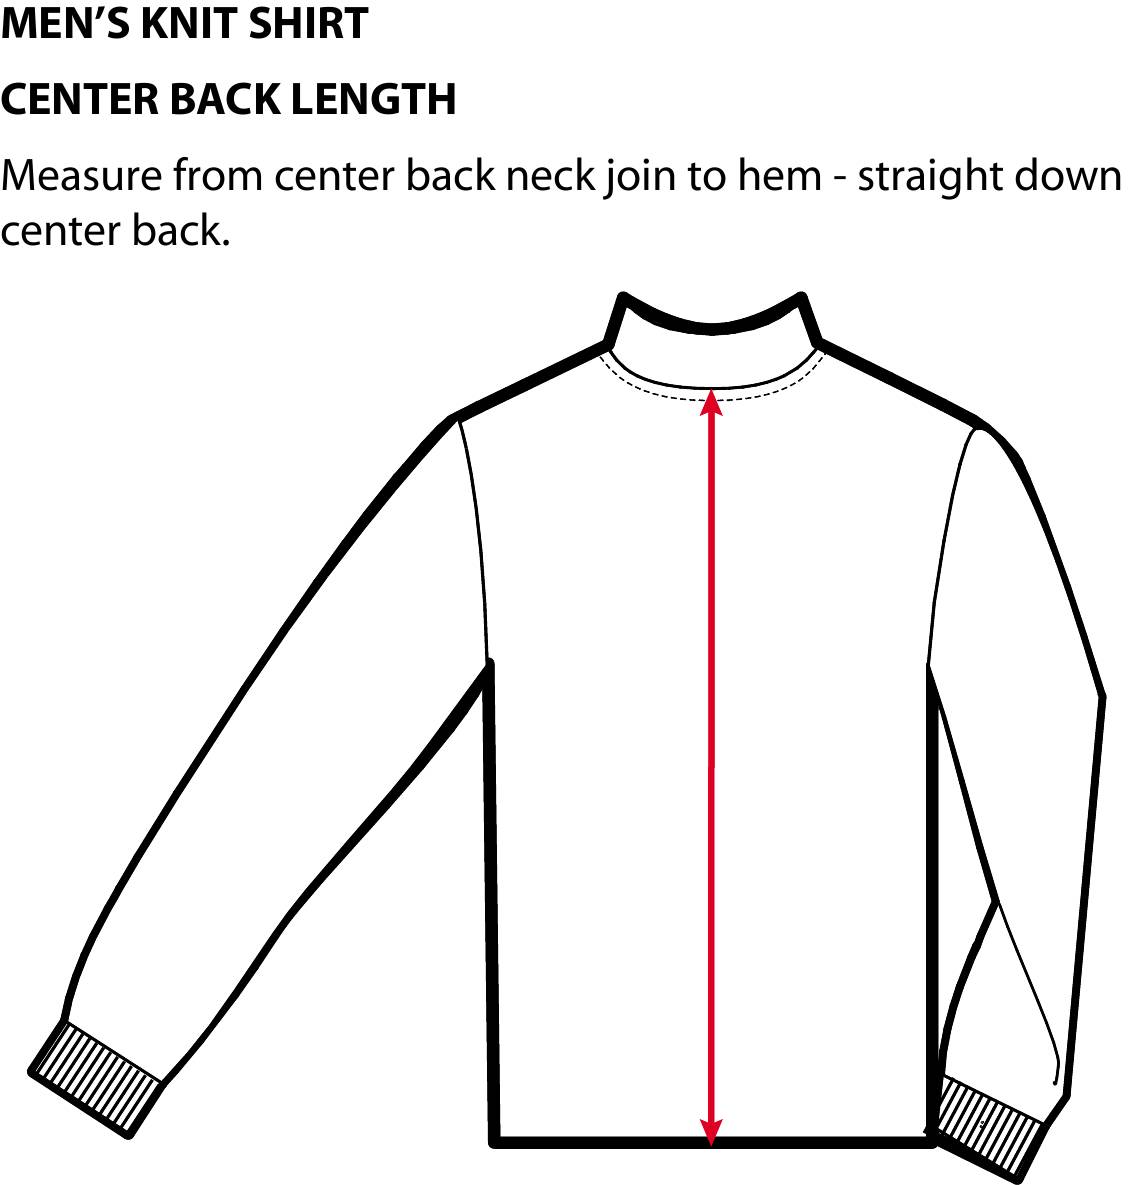 MEN’S KNIT SHIRT
CENTER BACK LENGTH
Measure from center back neck join to hem - straight down
center back.